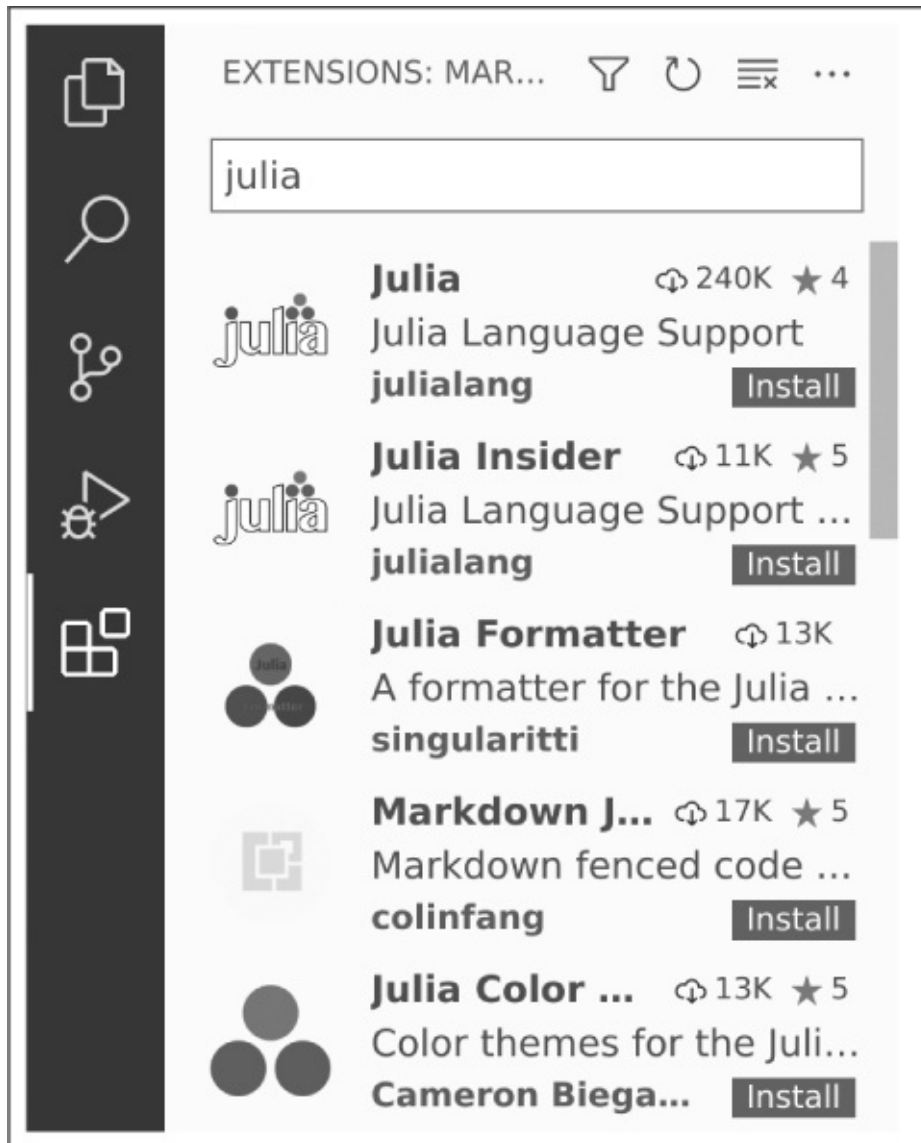 EXTENSIONS: MAR...
julia
Julia 240K ★ 4
julia Julia Language Support
julialang Install
Julia Insider 11K ★ 5
julia Julia Language Support ...
julialang Install
Julia Formatter 13K
Julia A formatter for the Julia ...
Formatter
singularitti Install
Markdown J... 17K ★ 5
Markdown fenced code ...
colinfang Install
Julia Color ... 13K ★ 5
Color themes for the Juli...
Cameron Biega... Install